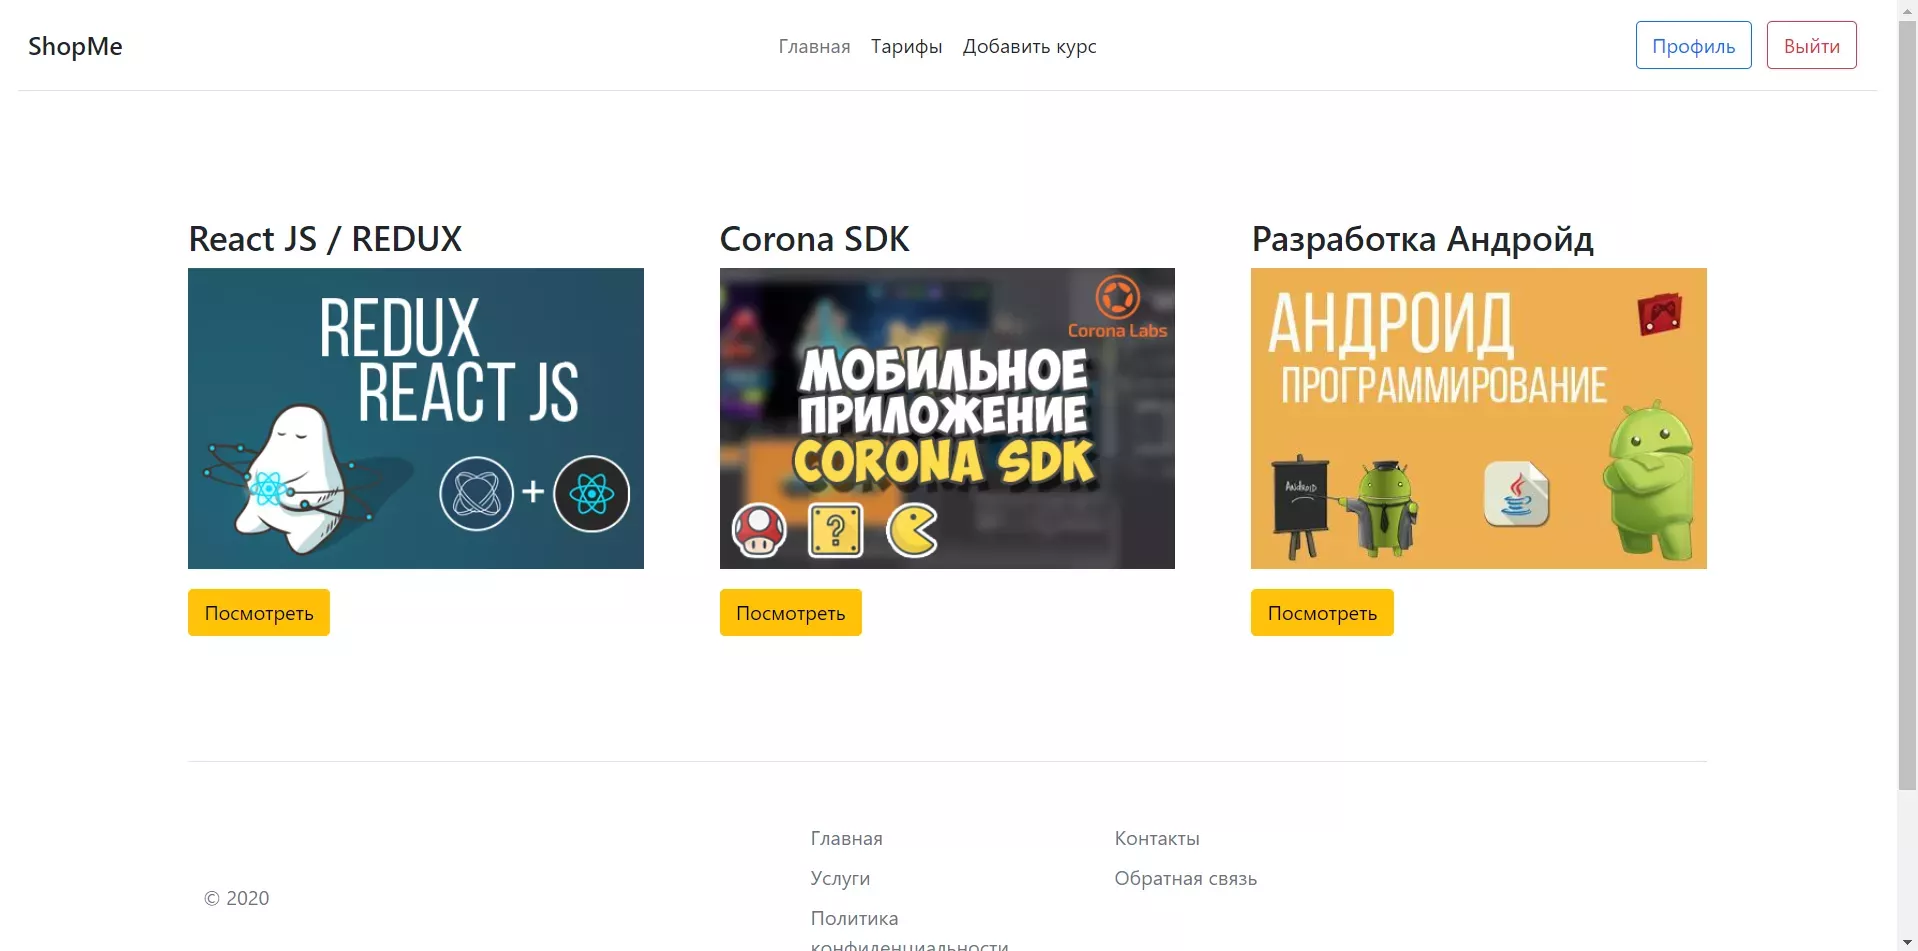 ShopMe
Главная Тарифы Добавить курс
Профиль Выйти
React JS / REDUX
REDUX
REACT JS
+
Посмотреть
Corona SDK
Corona Labs
МОБИЛЬНОЕ
ПРИЛОЖЕНИЕ
CORONA SDK
?
Посмотреть
Разработка Андройд
АНДРОИД
ПРОГРАММИРОВАНИЕ
Android
Посмотреть
© 2020
Главная
Услуги
Политика
конфиденциальности
Контакты
Обратная связь